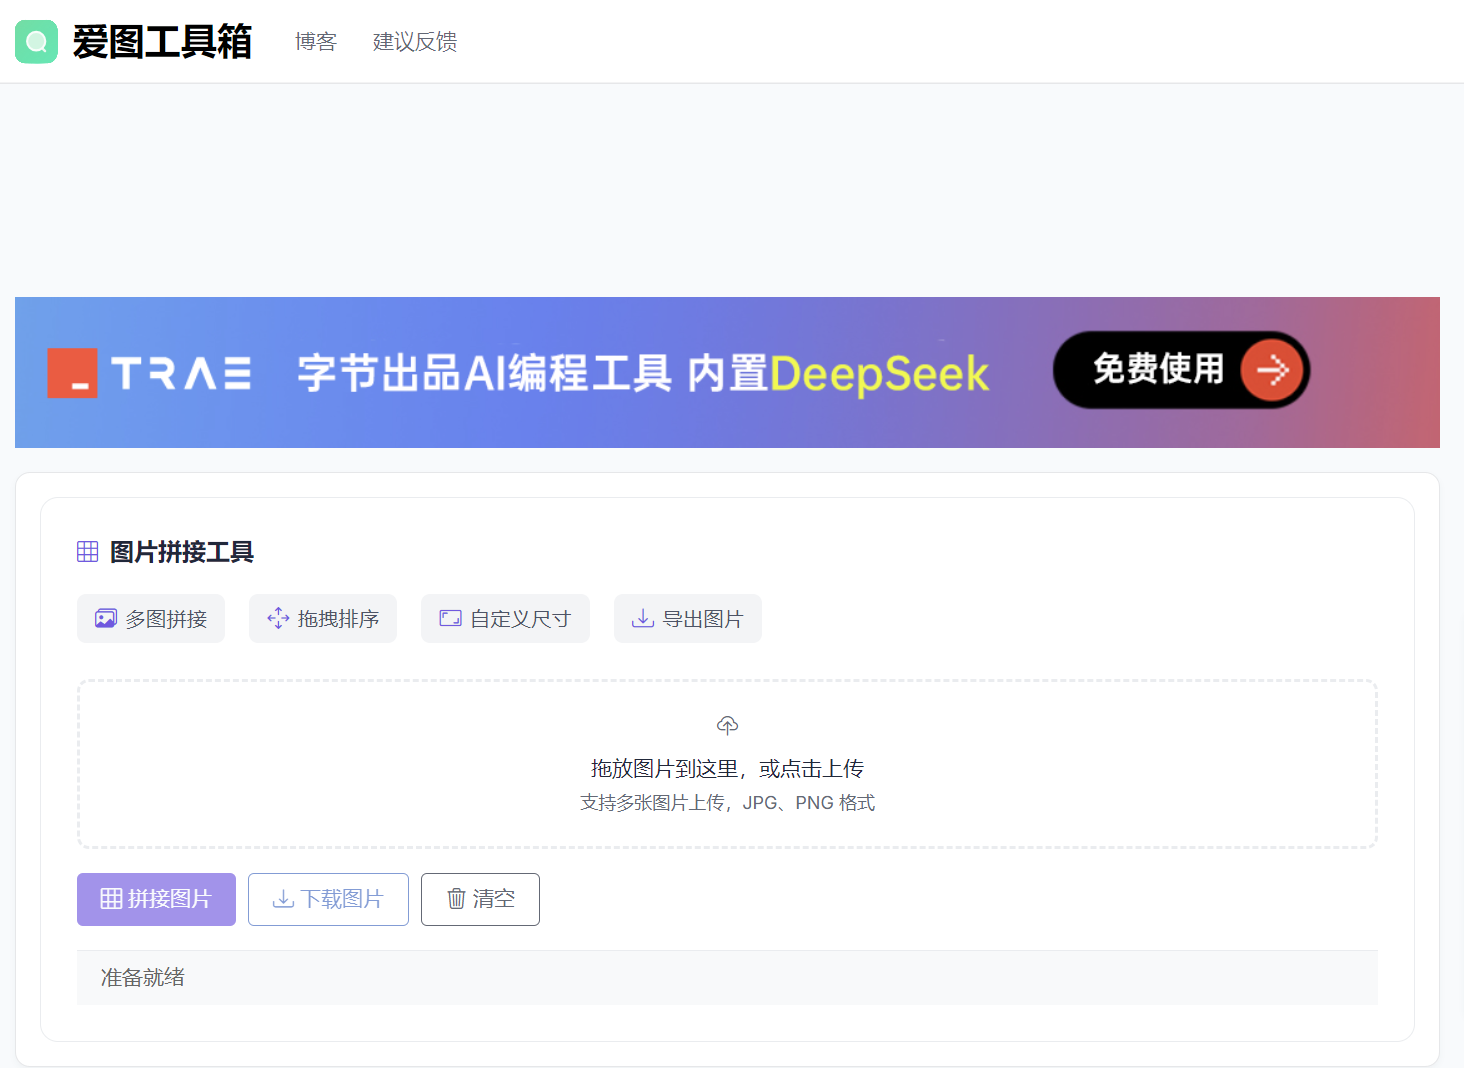 爱图工具箱 博客 建议反馈
TRAE 字节出品AI编程工具 内置DeepSeek 免费使用
图片拼接工具
多图拼接 拖拽排序 自定义尺寸 导出图片
拖放图片到这里，或点击上传
支持多张图片上传，JPG、PNG 格式
拼接图片 下载图片 清空
准备就绪